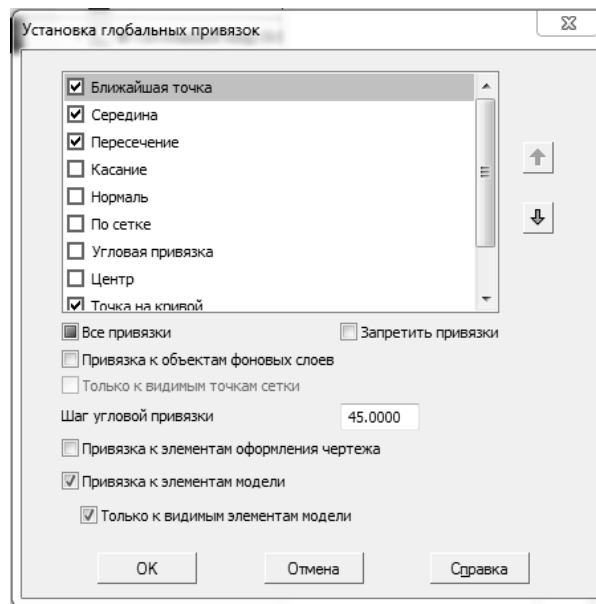 Установка глобальных привязок
Ближайшая точка
Середина
Пересечение
Касание
Нормаль
По сетке
Угловая привязка
Центр
Точка на кривой
Все привязки
Запретить привязки
Привязка к объектам фоновых слоев
Только к видимым точкам сетки
Шаг угловой привязки
45.0000
Привязка к элементам оформления чертежа
Привязка к элементам модели
Только к видимым элементам модели
OK
Отмена
Справка